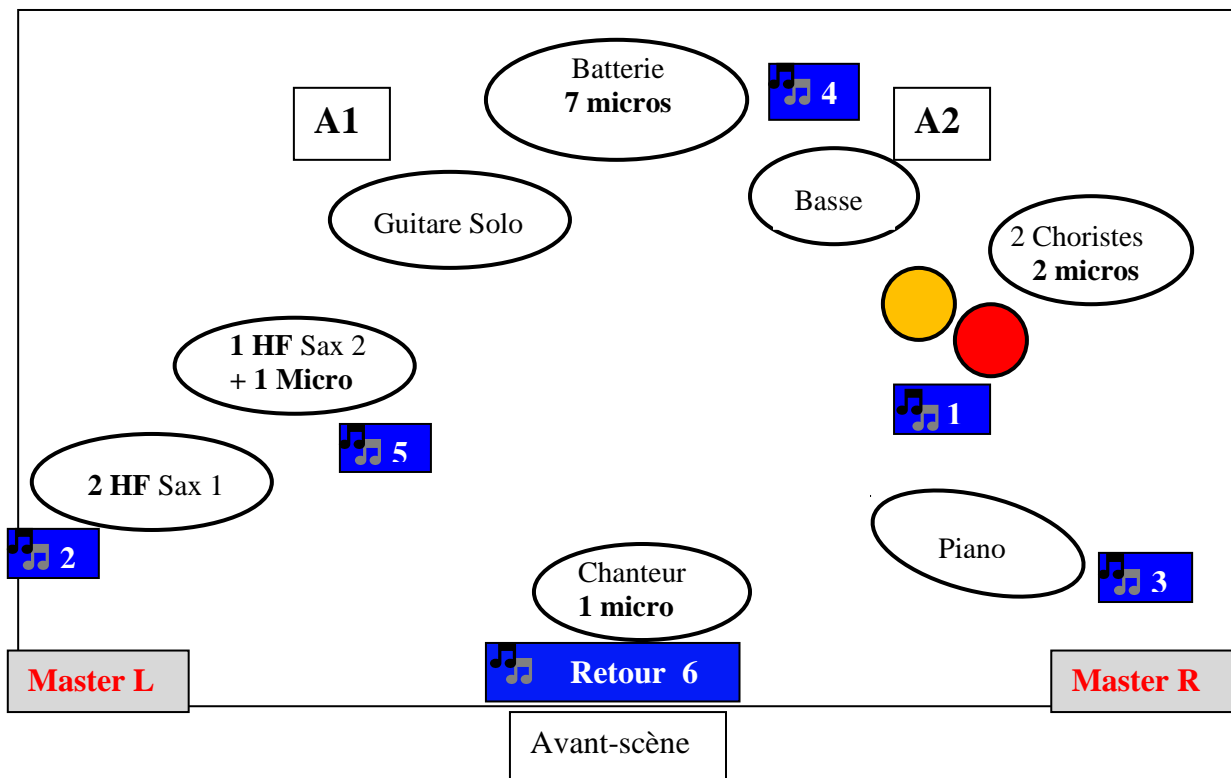 Batterie
7 micros
4
A1
A2
Guitare Solo
Basse
2 Choristes
2 micros
1 HF Sax 2
+ 1 Micro
1
5
2 HF Sax 1
2
Piano
3
Chanteur
1 micro
Master L
Retour 6
Master R
Avant-scène